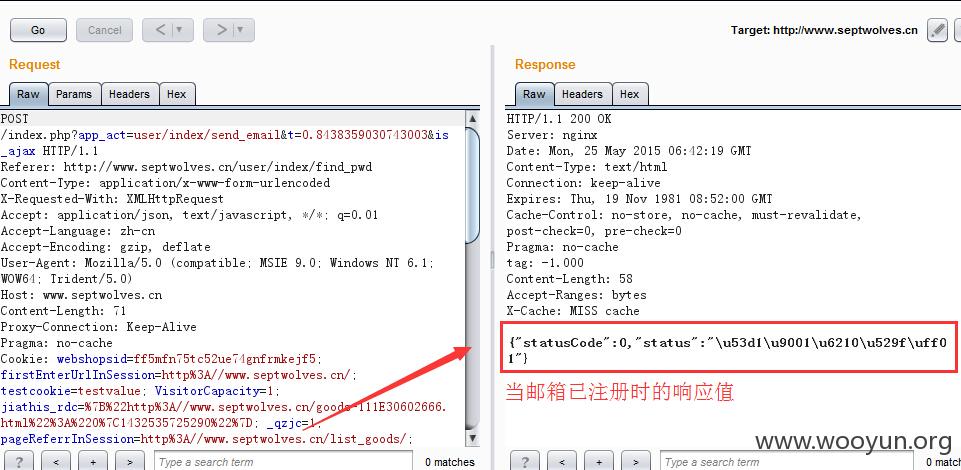 Go
Cancel
<
>
Target: http://www.septwolves.cn
Request
Raw
Params
Headers
Hex
POST
/index.php?app_act=user/index/send_email&t=0.8438359030743003&is
_ajax HTTP/1.1
Referer: http://www.septwolves.cn/user/index/find_pwd
Content-Type: application/x-www-form-urlencoded
X-Requested-With: XMLHttpRequest
Accept: application/json, text/javascript, */*; q=0.01
Accept-Language: zh-cn
Accept-Encoding: gzip, deflate
User-Agent: Mozilla/5.0 (compatible; MSIE 9.0; Windows NT 6.1;
WOW64; Trident/5.0)
Host: www.septwolves.cn
Content-Length: 71
Proxy-Connection: Keep-Alive
Pragma: no-cache
Cookie: webshopsid=ff5mfn75tc52ue74gnfrmkejf5;
firstEnterUrlInSession=http%3A//www.septwolves.cn/;
testcookie=testvalue; VisitorCapacity=1;
jiathis_rdc=%7B%22http%3A//www.septwolves.cn/goods-111E30602666.
html%22%3A%220%7C1432535725290%22%7D; _qzjc=1;
pageReferrInSession=http%3A//www.septwolves.cn/list_goods/;
?
<
+
>
Type a search term
0 matches
Response
Raw
Headers
Hex
HTTP/1.1 200 OK
Server: nginx
Date: Mon, 25 May 2015 06:42:19 GMT
Content-Type: text/html
Connection: keep-alive
Expires: Thu, 19 Nov 1981 08:52:00 GMT
Cache-Control: no-store, no-cache, must-revalidate,
post-check=0, pre-check=0
Pragma: no-cache
tag: -1.000
Content-Length: 58
Accept-Ranges: bytes
X-Cache: MISS cache
{"statusCode":0,"status":"\u53d1\u9001\u6210\u529f\uff0
1"}
当邮箱已注册时的响应值
www.wooyun.org
?
<
+
>
Type a search term
0 matches